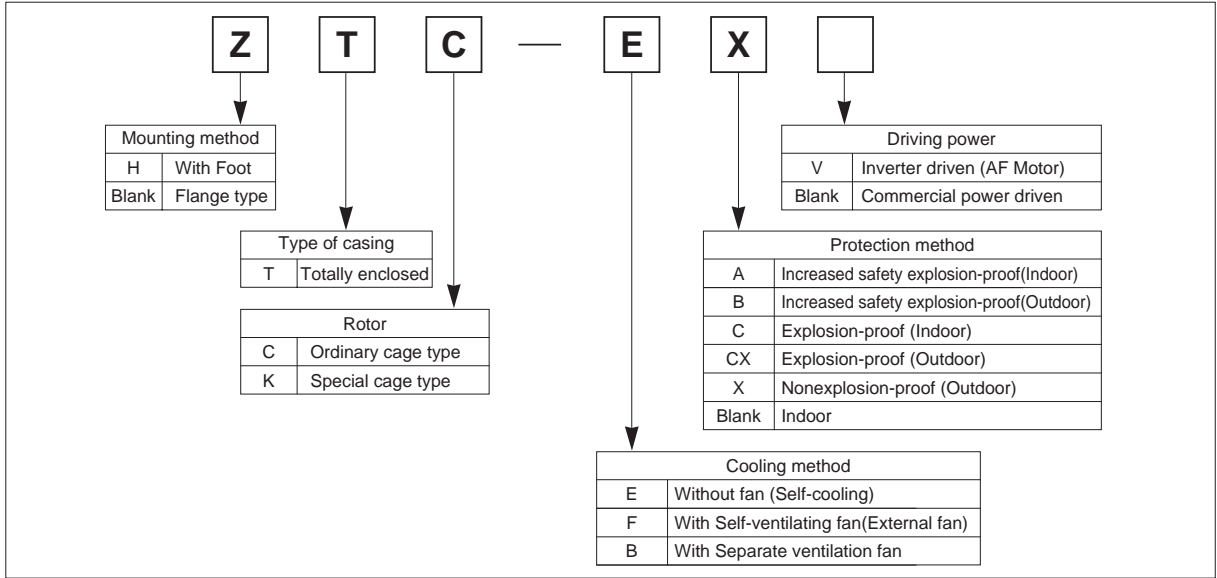 Z T C — E X
Mounting method
H With Foot
Blank Flange type
Driving power
V Inverter driven (AF Motor)
Blank Commercial power driven
Type of casing
T Totally enclosed
Protection method
A Increased safety explosion-proof(Indoor)
B Increased safety explosion-proof(Outdoor)
C Explosion-proof (Indoor)
CX Explosion-proof (Outdoor)
X Nonexplosion-proof (Outdoor)
Blank Indoor
Rotor
C Ordinary cage type
K Special cage type
Cooling method
E Without fan (Self-cooling)
F With Self-ventilating fan(External fan)
B With Separate ventilation fan